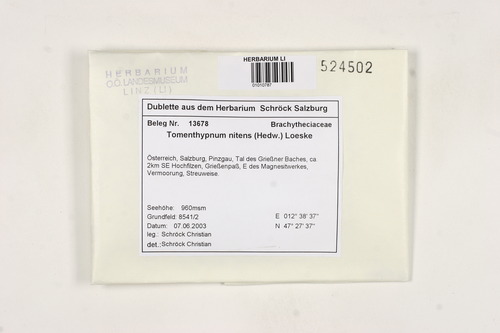 HERBARIUM
O.Ö. LANDESMUSEUM
LINZ (LI)
HERBARIUM LI
01010787
524502
Dublette aus dem Herbarium Schröck Salzburg
Beleg Nr. 13678 Brachytheciaceae
Tomenthypnum nitens (Hedw.) Loeske
Österreich, Salzburg, Pinzgau, Tal des Grießner Baches, ca.
2km SE Hochfilzen, Grießenpaß, E des Magnesitwerkes,
Vermoorung, Streuweise.
Seehöhe: 960msm
Grundfeld: 8541/2 E 012° 38' 37"
Datum: 07.06.2003 N 47° 27' 37"
leg.: Schröck Christian
det.: Schröck Christian